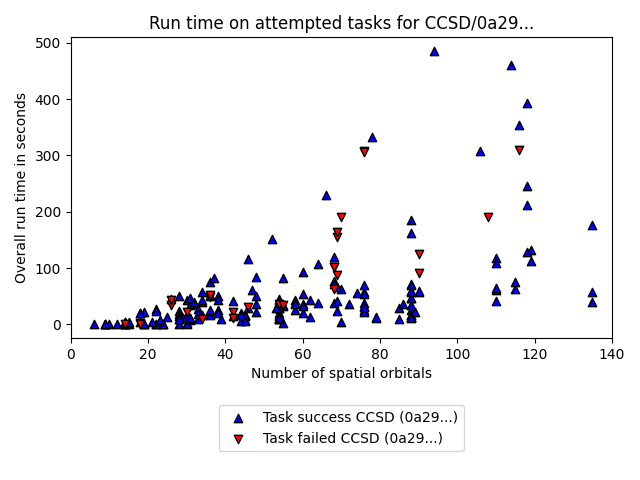 Run time on attempted tasks for CCSD/0a29...
500
400
300
200
100
0
Overall run time in seconds
0 20 40 60 80 100 120 140
Number of spatial orbitals
Task success CCSD (0a29...)
Task failed CCSD (0a29...)